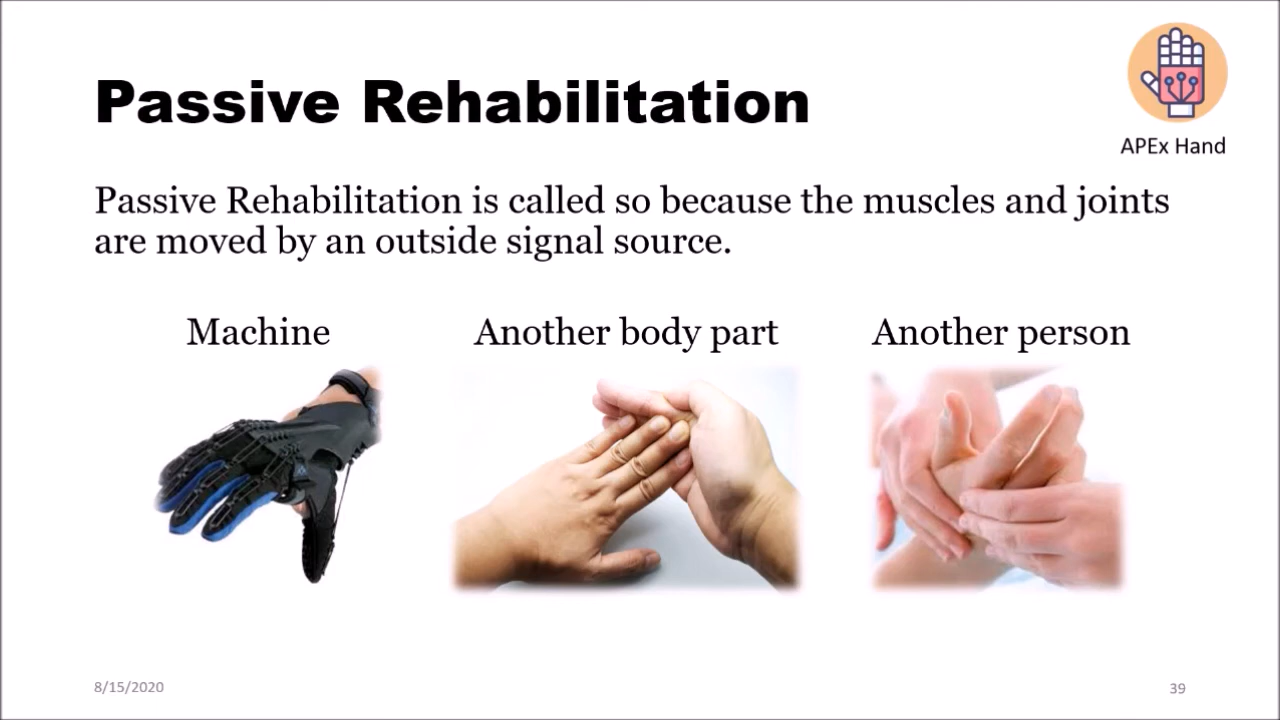 Passive Rehabilitation
APEx Hand
Passive Rehabilitation is called so because the muscles and joints
are moved by an outside signal source.
Machine
Another body part
Another person
8/15/2020
39